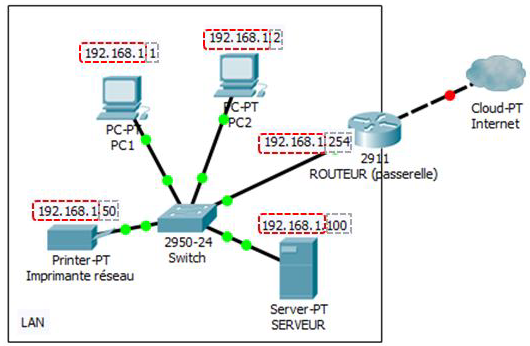 192.168.1.1
PC-PT
PC1
192.168.1.2
PC-PT
PC2
Cloud-PT
Internet
192.168.1.254
2911
ROUTEUR (passerelle)
192.168.1.50
Printer-PT
Imprimante réseau
2950-24
Switch
192.168.1.100
Server-PT
SERVEUR
LAN